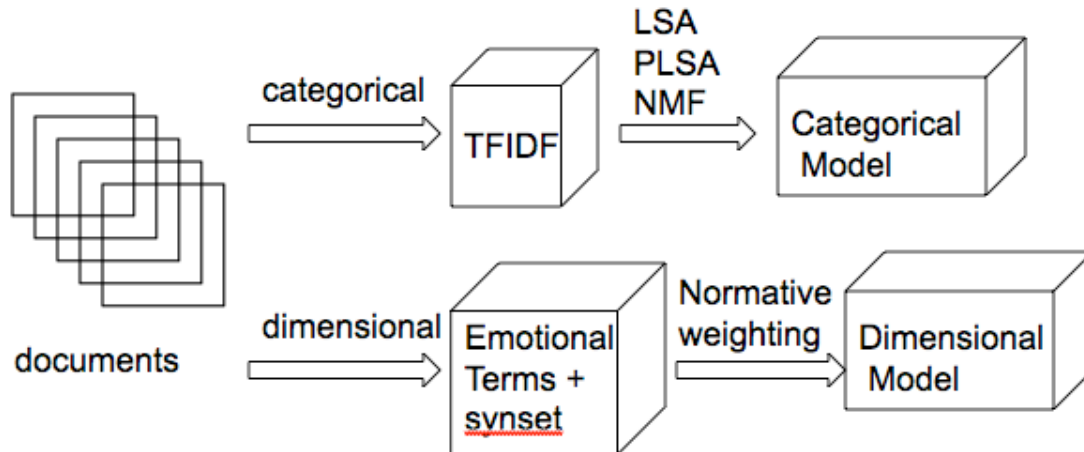 categorical
TFIDF
LSA
PLSA
NMF
Categorical
Model
documents
dimensional
Emotional
Terms +
synset
Normative
weighting
Dimensional
Model